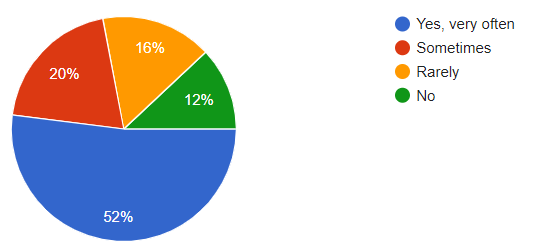 16%
20%
12%
52%
Yes, very often
Sometimes
Rarely
No